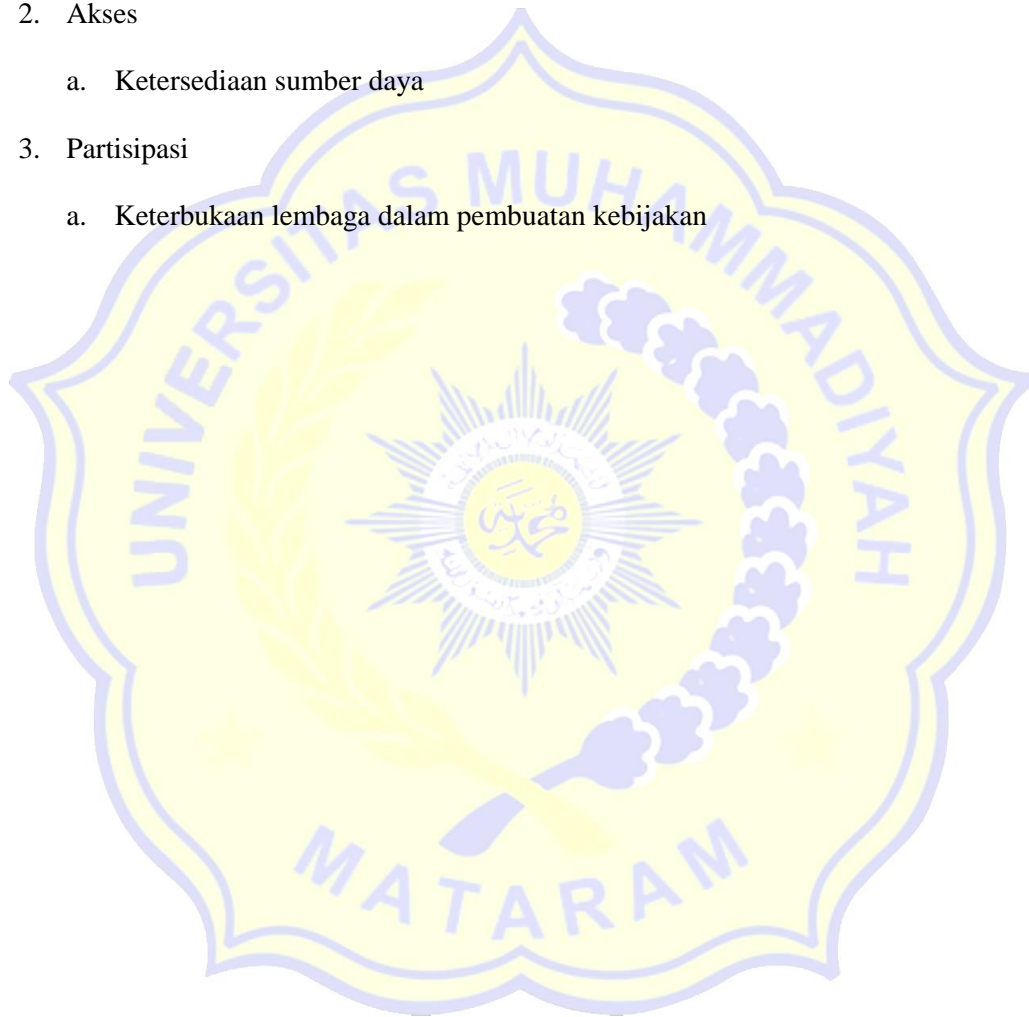 2. Akses
a. Ketersediaan sumber daya
3. Partisipasi
a. Keterbukaan lembaga dalam pembuatan kebijakan
UNIVERSITAS MUHAMMADIYAH
MATARAM